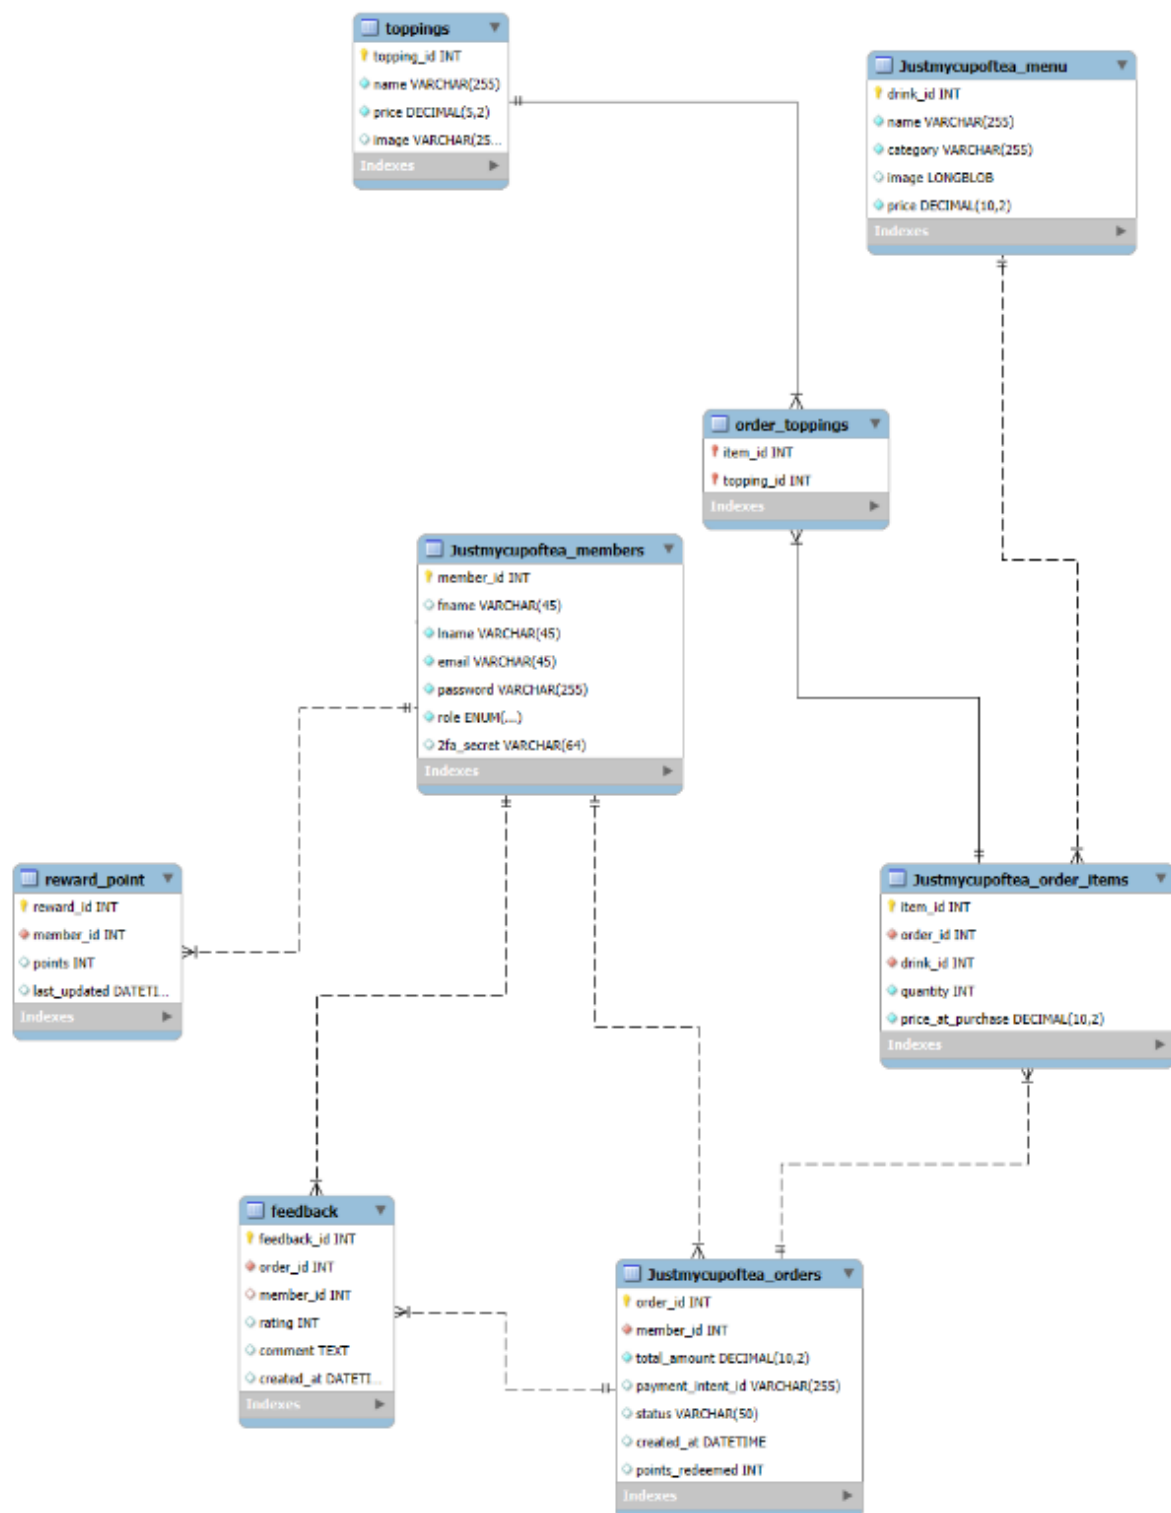 toppings
topping_id INT
name VARCHAR(255)
price DECIMAL(5,2)
image VARCHAR(25...
Indexes
Justmycupoftea_menu
drink_id INT
name VARCHAR(255)
category VARCHAR(255)
image LONGBLOB
price DECIMAL(10,2)
Indexes
order_toppings
item_id INT
topping_id INT
Indexes
Justmycupoftea_members
member_id INT
fname VARCHAR(45)
lname VARCHAR(45)
email VARCHAR(45)
password VARCHAR(255)
role ENUM(...)
2fa_secret VARCHAR(64)
Indexes
reward_point
reward_id INT
member_id INT
points INT
last_updated DATETI...
Indexes
Justmycupoftea_order_items
item_id INT
order_id INT
drink_id INT
quantity INT
price_at_purchase DECIMAL(10,2)
Indexes
feedback
feedback_id INT
order_id INT
member_id INT
rating INT
comment TEXT
created_at DATETI...
Indexes
Justmycupoftea_orders
order_id INT
member_id INT
total_amount DECIMAL(10,2)
payment_intent_id VARCHAR(255)
status VARCHAR(50)
created_at DATETIME
points_redeemed INT
Indexes